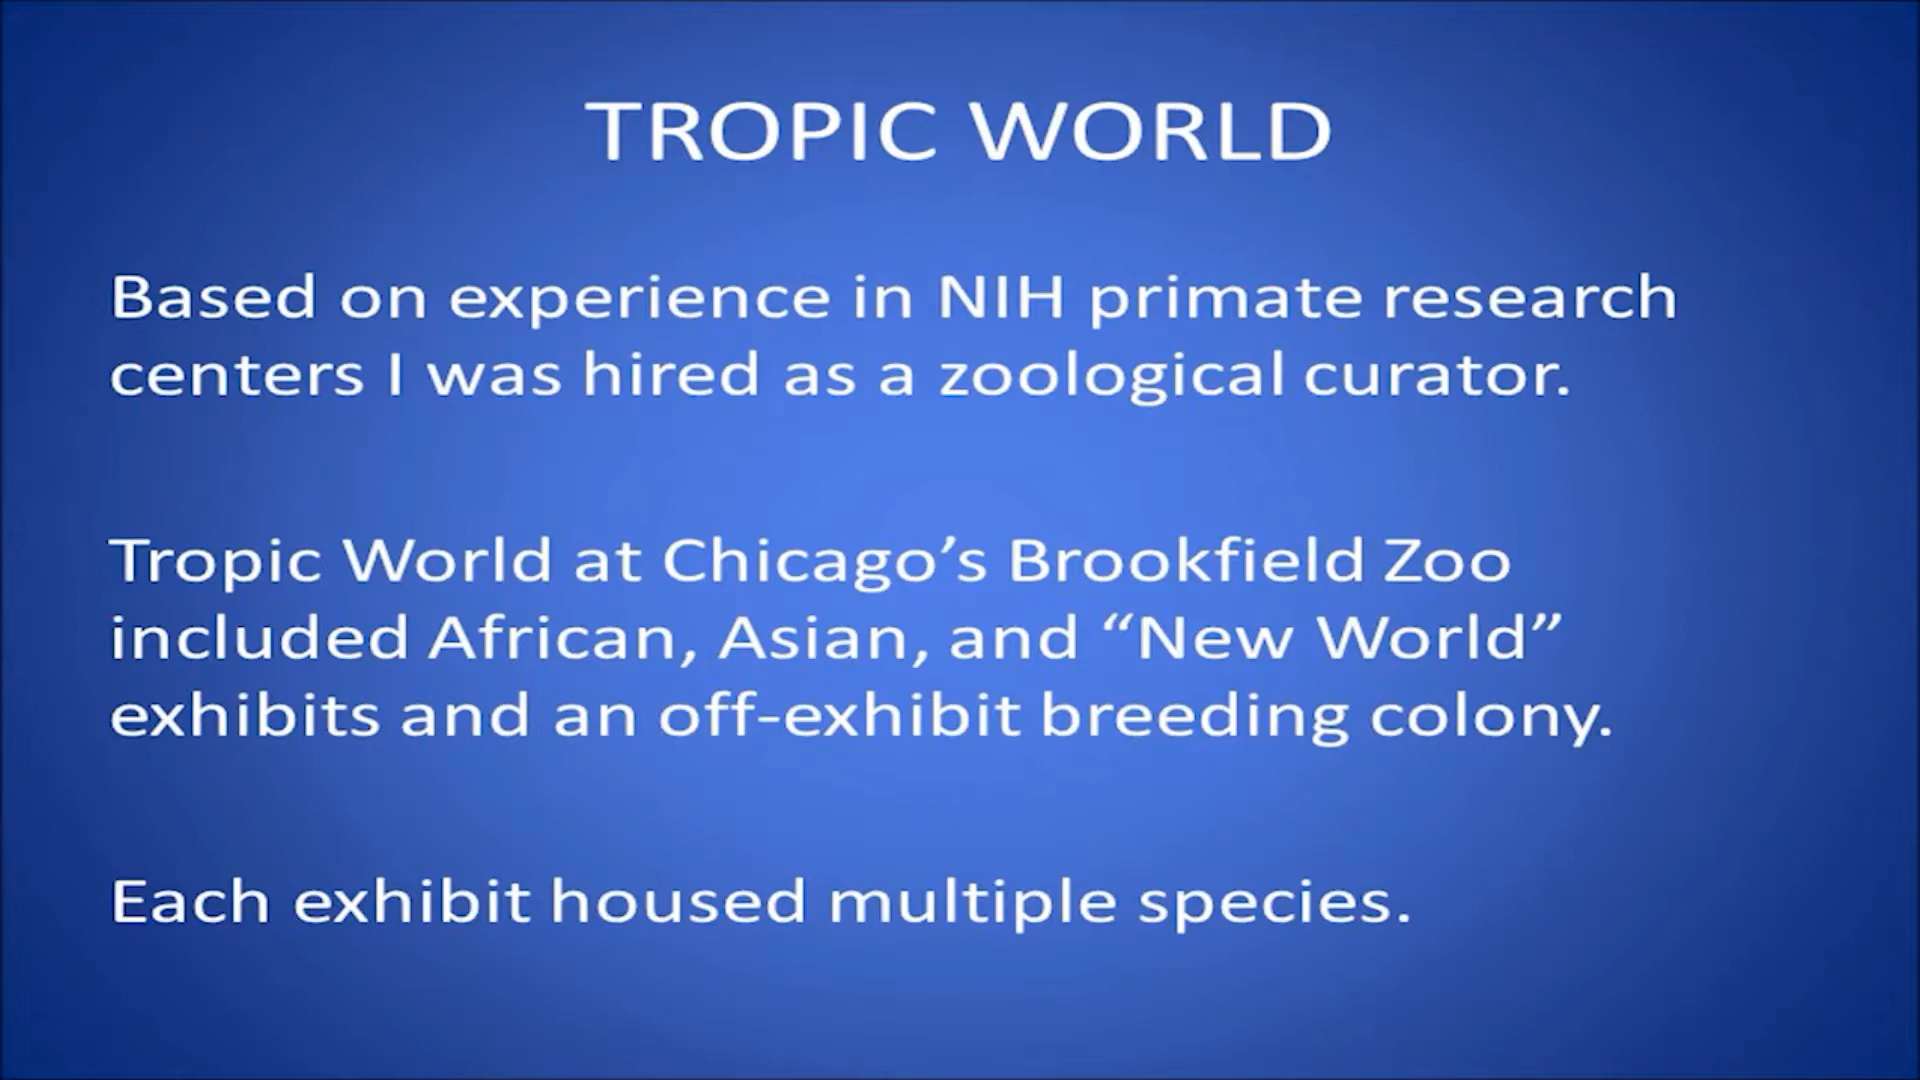 TROPIC WORLD
Based on experience in NIH primate research
centers I was hired as a zoological curator.
Tropic World at Chicago’s Brookfield Zoo
included African, Asian, and “New World”
exhibits and an off-exhibit breeding colony.
Each exhibit housed multiple species.